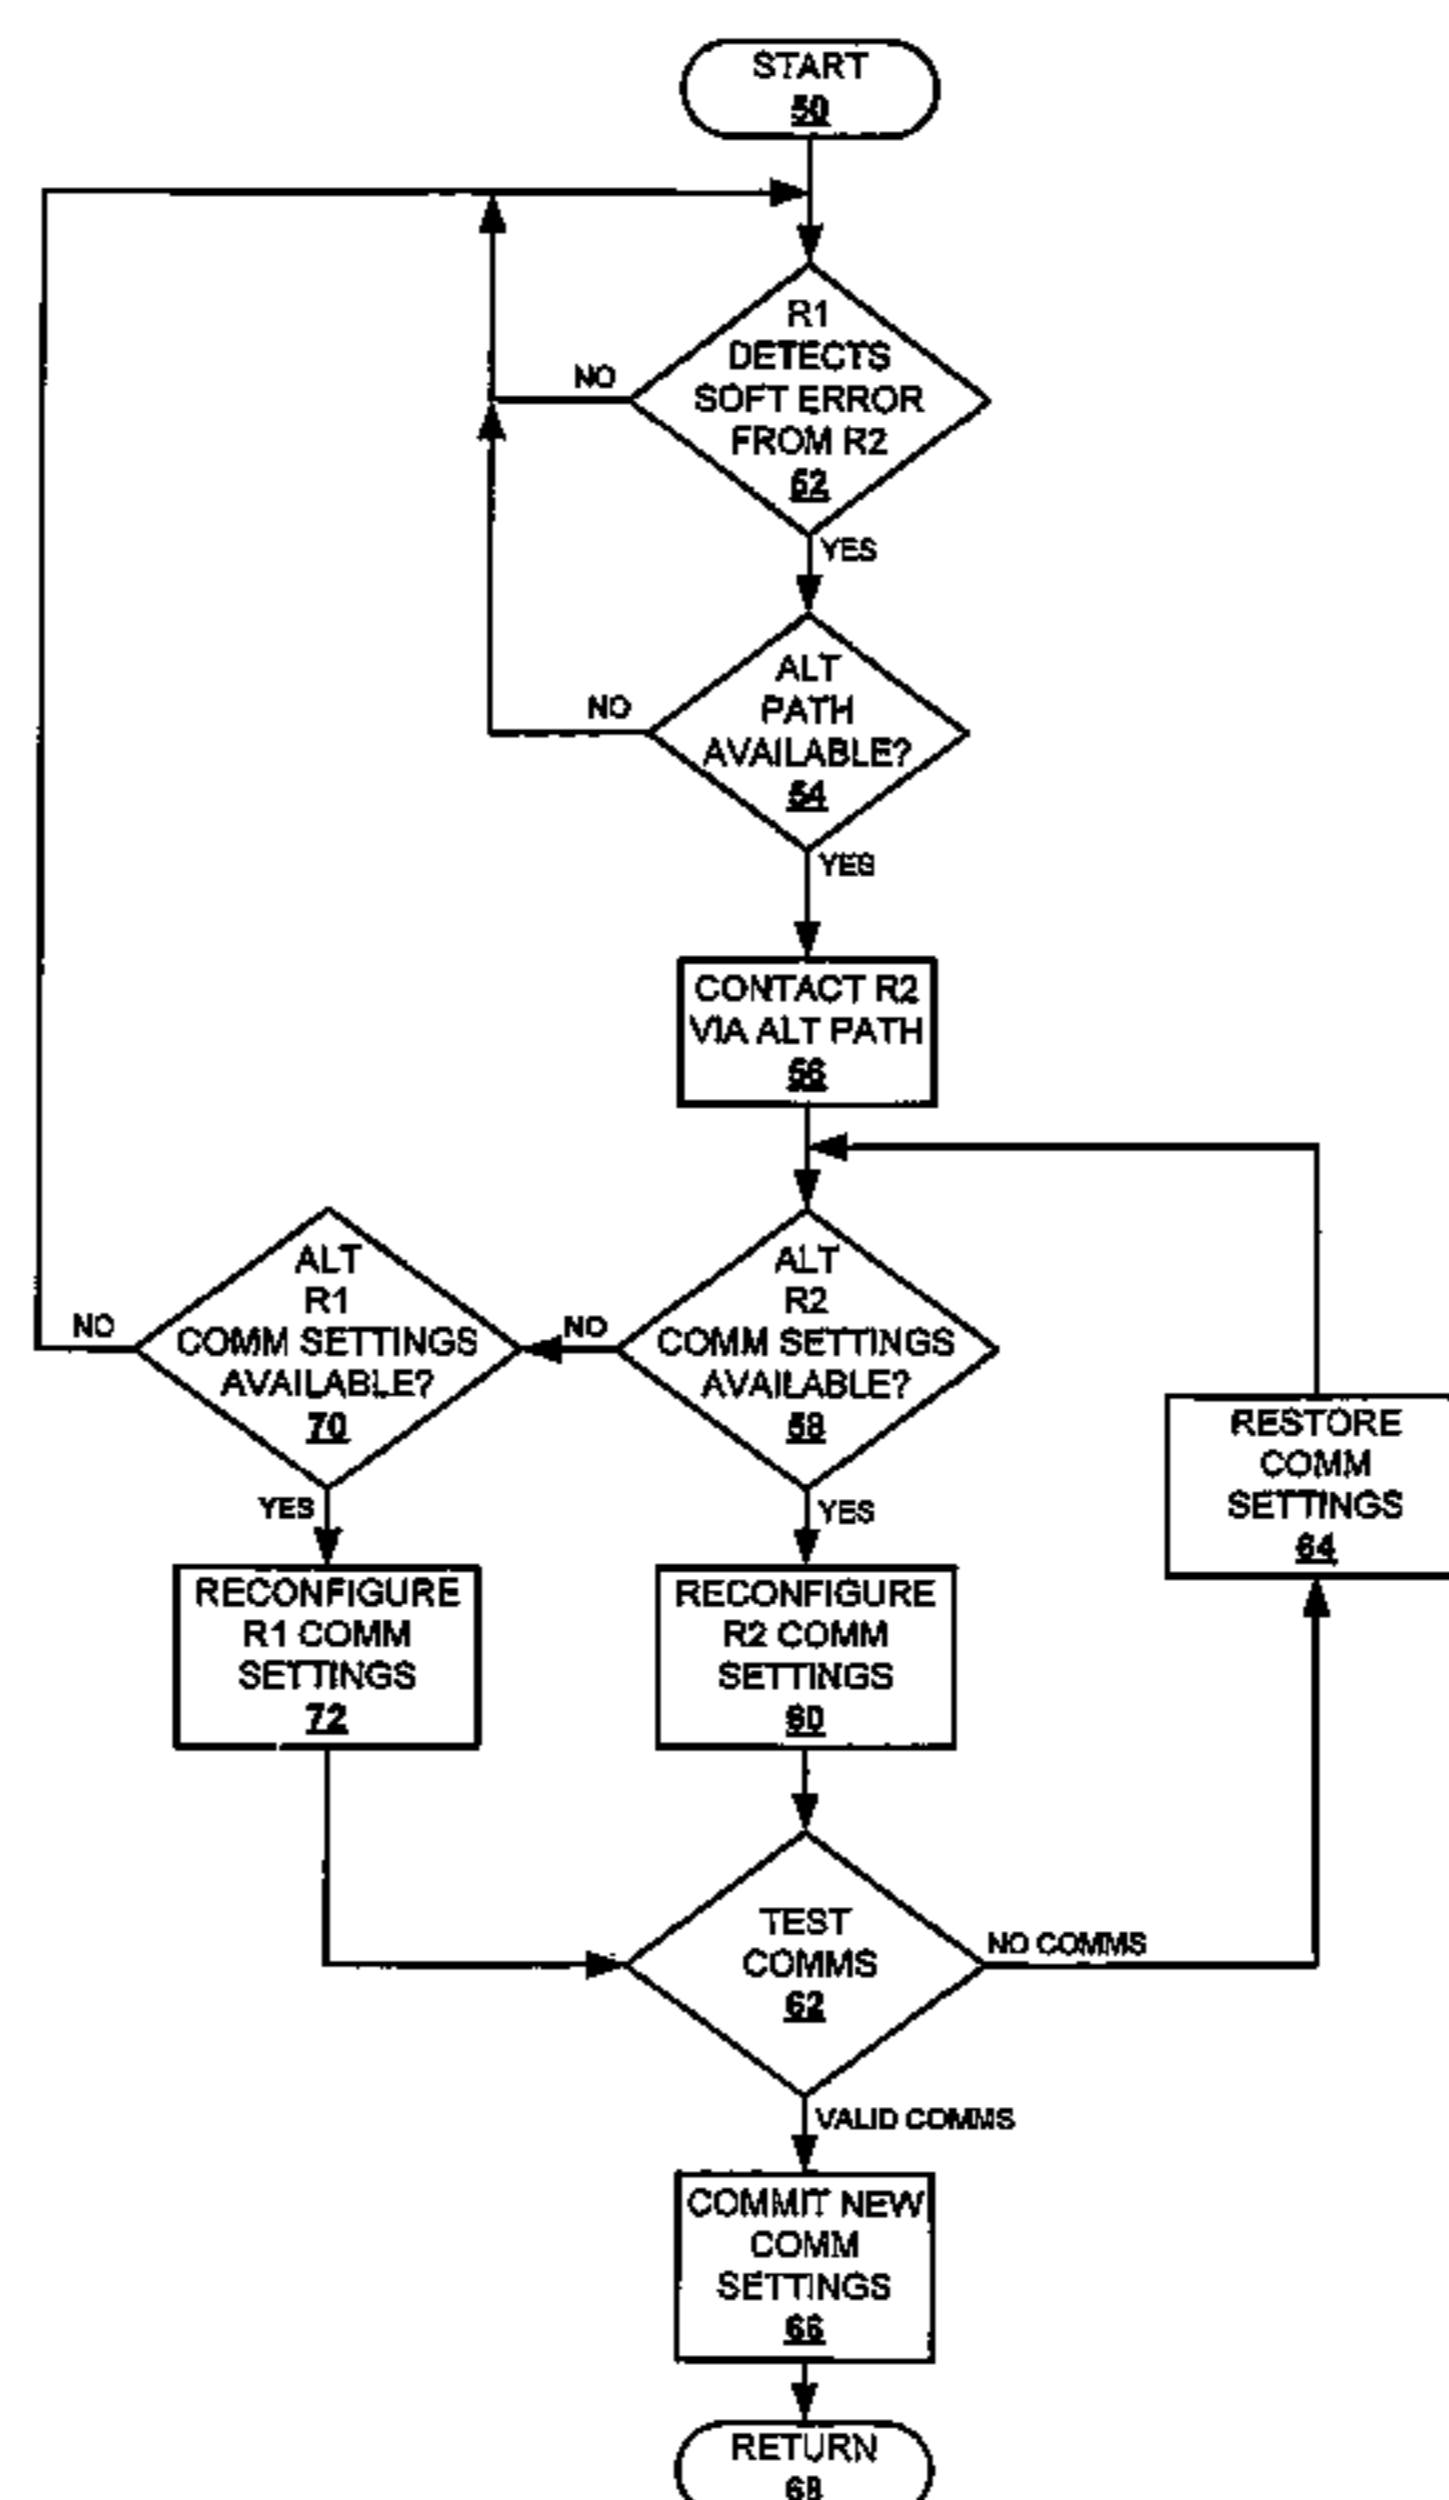 START
50
R1
DETECTS
SOFT ERROR
FROM R2
52
NO
YES
ALT
PATH
AVAILABLE?
54
NO
YES
CONTACT R2
VIA ALT PATH
56
ALT
R1
COMM SETTINGS
AVAILABLE?
70
NO
YES
NO
ALT
R2
COMM SETTINGS
AVAILABLE?
58
YES
RESTORE
COMM
SETTINGS
64
RECONFIGURE
R1 COMM
SETTINGS
72
RECONFIGURE
R2 COMM
SETTINGS
60
TEST
COMMS
62
NO COMMS
VALID COMMS
COMMIT NEW
COMM
SETTINGS
66
RETURN
68